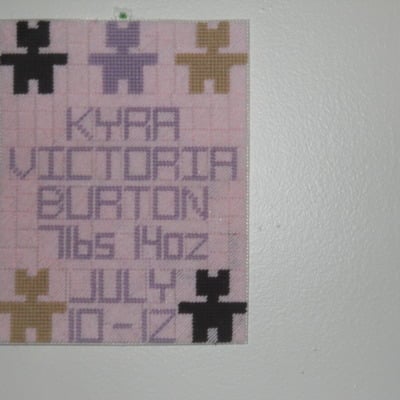 KYRA
VICTORIA
BURTON
7lbs 14oz
JULY
10-12